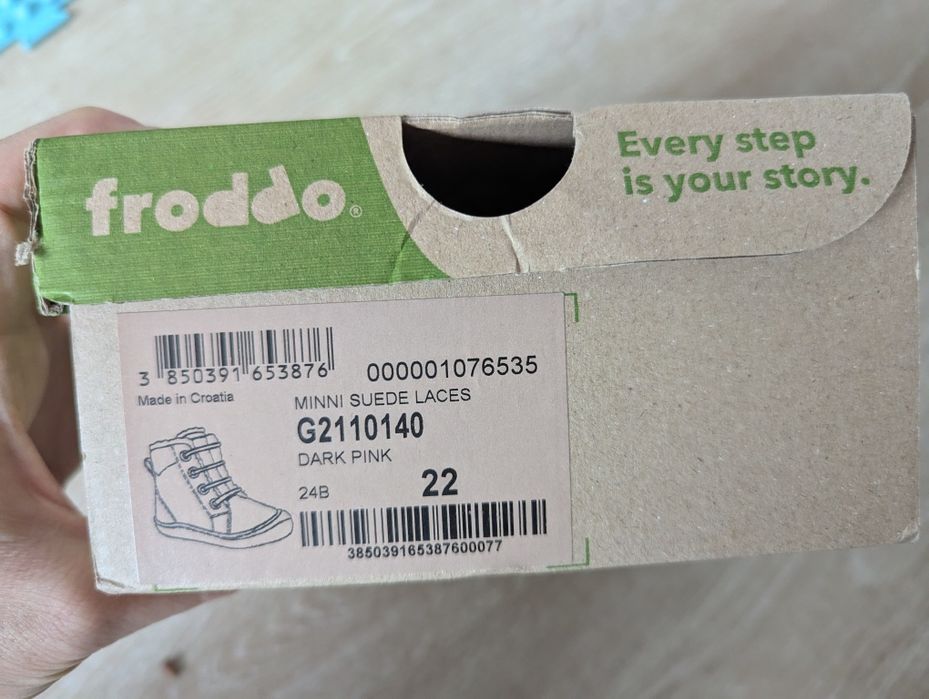 froddo®
Every step
is your story.
3 850391 653876
000001076535
Made in Croatia
MINNI SUEDE LACES
G2110140
DARK PINK
24B
22
385039165387600077